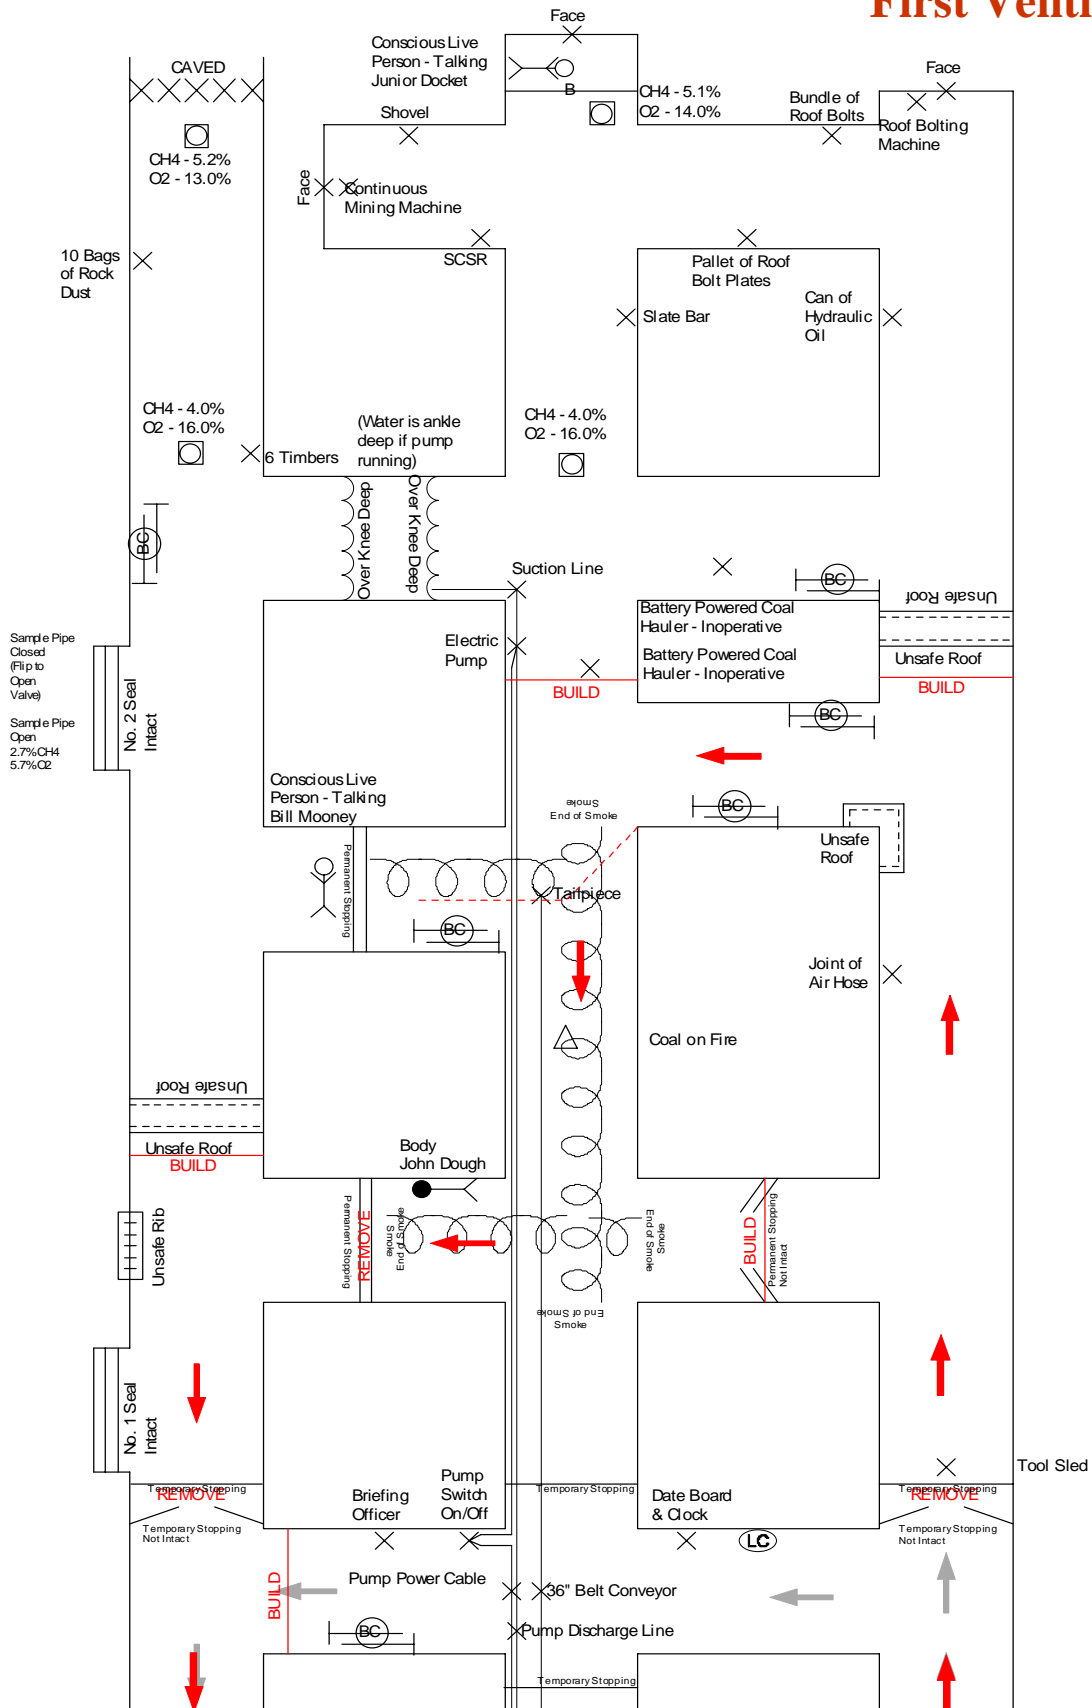 First Venti
Face
Conscious Live
Person - Talking
Junior Docket
B
CAVED
CH4 - 5.1%
O2 - 14.0%
Face
Bundle of
Roof Bolts
Roof Bolting
Machine
Shovel
CH4 - 5.2%
O2 - 13.0%
Face
Continuous
Mining Machine
10 Bags
of Rock
Dust
SCSR
Pallet of Roof
Bolt Plates
Slate Bar
Can of
Hydraulic
Oil
CH4 - 4.0%
O2 - 16.0%
6 Timbers
(Water is ankle
deep if pump
running)
CH4 - 4.0%
O2 - 16.0%
Over Knee Deep
Over Knee Deep
BC
Suction Line
BC
Unsafe Roof
Battery Powered Coal
Hauler - Inoperative
Electric
Pump
Battery Powered Coal
Hauler - Inoperative
Unsafe Roof
BUILD
BUILD
Sample Pipe
Closed
(Flip to
Open
Valve)
No. 2 Seal
Intact
Sample Pipe
Open
2.7% CH4
5.7% O2
BC
Conscious Live
Person - Talking
Bill Mooney
Smoke
End of Smoke
BC
Unsafe
Roof
Permanent Stopping
Tailpiece
BC
Joint of
Air Hose
Coal on Fire
Unsafe Roof
Unsafe Roof
BUILD
Body
John Dough
Unsafe Rib
Permanent Stopping
REMOVE
Smoke
End of Smoke
End of Smoke
Smoke
BUILD
Permanent Stopping
Not Intact
End of Smoke
Smoke
No. 1 Seal
Intact
Tool Sled
Temporary Stopping
REMOVE
Temporary Stopping
Not Intact
Briefing
Officer
Pump
Switch
On/Off
Temporary Stopping
Date Board
& Clock
LC
Temporary Stopping
REMOVE
Temporary Stopping
Not Intact
BUILD
Pump Power Cable
36" Belt Conveyor
BC
Pump Discharge Line
Temporary Stopping